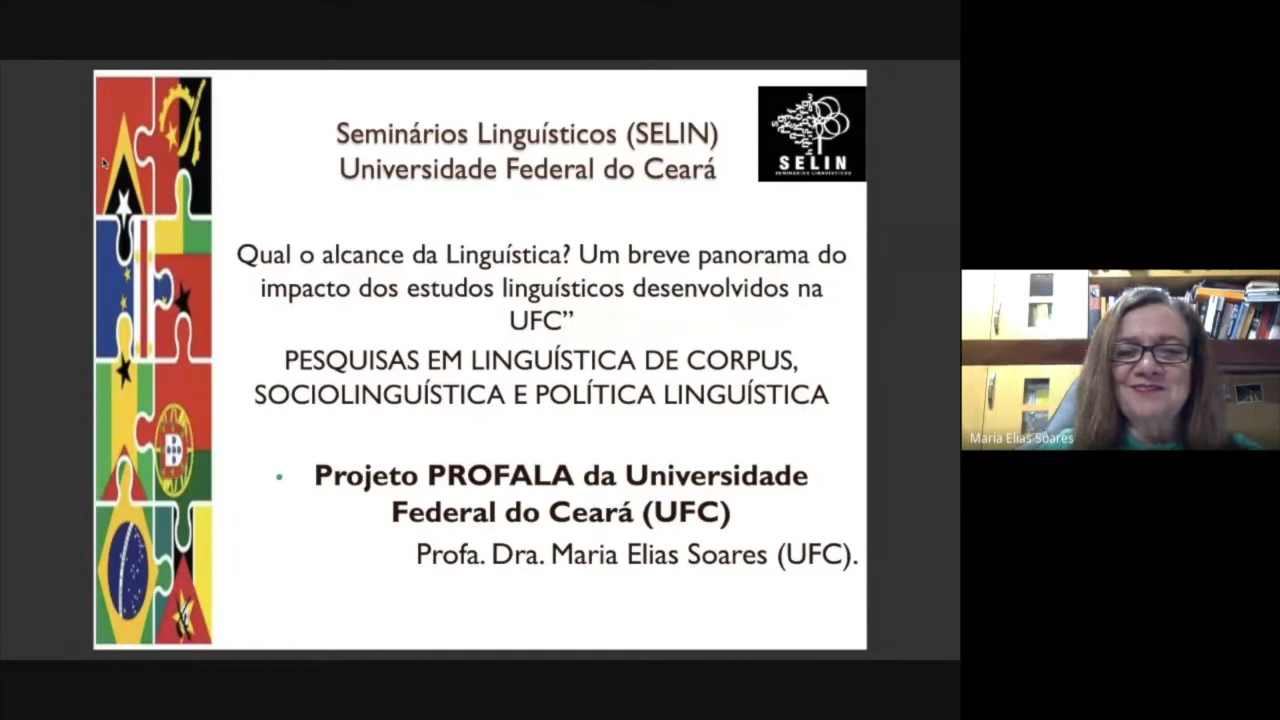 Seminários Linguísticos (SELIN)
Universidade Federal do Ceará
SELIN
SEMINÁRIOS LINGUÍSTICOS
Qual o alcance da Linguística? Um breve panorama do
impacto dos estudos linguísticos desenvolvidos na
UFC”
PESQUISAS EM LINGUÍSTICA DE CORPUS,
SOCIOLINGUÍSTICA E POLÍTICA LINGUÍSTICA
• Projeto PROFALA da Universidade
Federal do Ceará (UFC)
Profa. Dra. Maria Elias Soares (UFC).
Maria Elias Soares